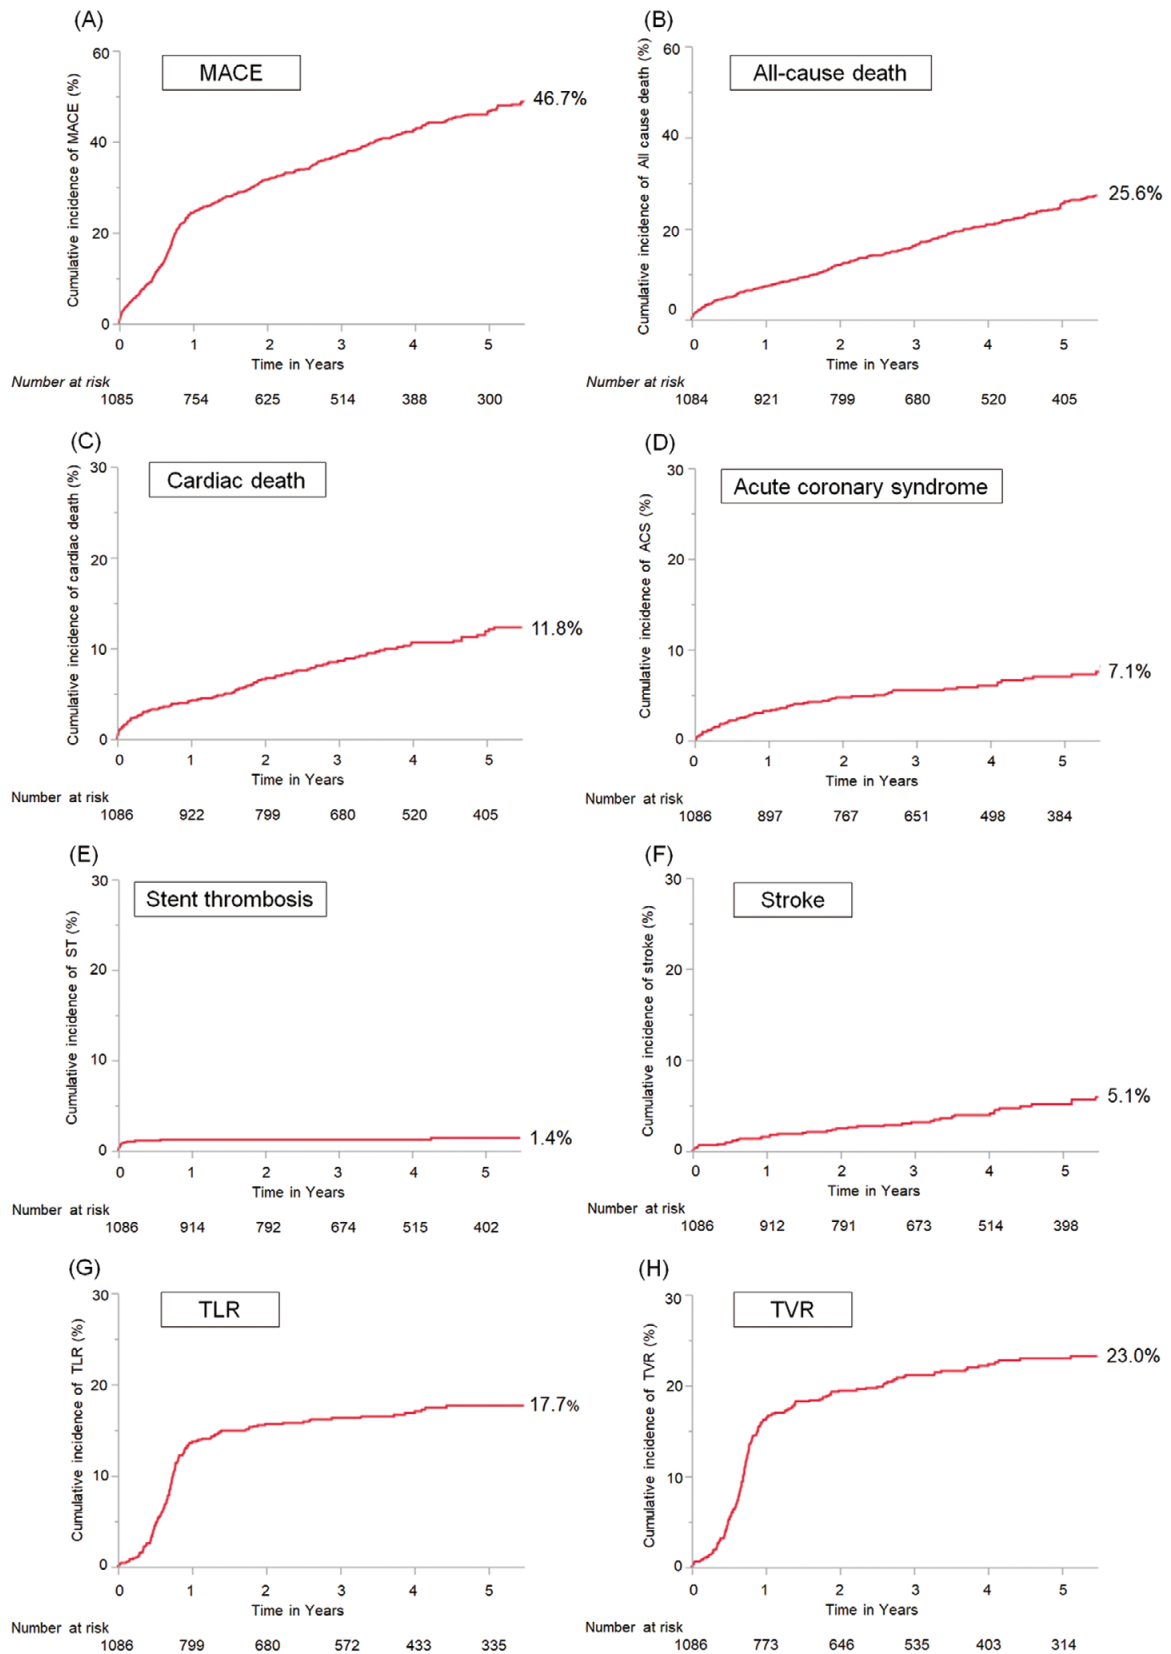 (A)
MACE
Cumulative incidence of MACE (%)
60
40
20
0
46.7%
0 1 2 3 4 5
Time in Years
Number at risk
1085 754 625 514 388 300
(B)
All-cause death
Cumulative incidence of All cause death (%)
60
40
20
0
25.6%
0 1 2 3 4 5
Time in Years
Number at risk
1084 921 799 680 520 405
(C)
Cardiac death
Cumulative incidence of cardiac death (%)
30
20
10
0
11.8%
0 1 2 3 4 5
Time in Years
Number at risk
1086 922 799 680 520 405
(D)
Acute coronary syndrome
Cumulative incidence of ACS (%)
30
20
10
0
7.1%
0 1 2 3 4 5
Time in Years
Number at risk
1086 897 767 651 498 384
(E)
Stent thrombosis
Cumulative incidence of ST (%)
30
20
10
0
1.4%
0 1 2 3 4 5
Time in Years
Number at risk
1086 914 792 674 515 402
(F)
Stroke
Cumulative incidence of stroke (%)
30
20
10
0
5.1%
0 1 2 3 4 5
Time in Years
Number at risk
1086 912 791 673 514 398
(G)
TLR
Cumulative incidence of TLR (%)
30
20
10
0
17.7%
0 1 2 3 4 5
Time in Years
Number at risk
1086 799 680 572 433 335
(H)
TVR
Cumulative incidence of TVR (%)
30
20
10
0
23.0%
0 1 2 3 4 5
Time in Years
Number at risk
1086 773 646 535 403 314